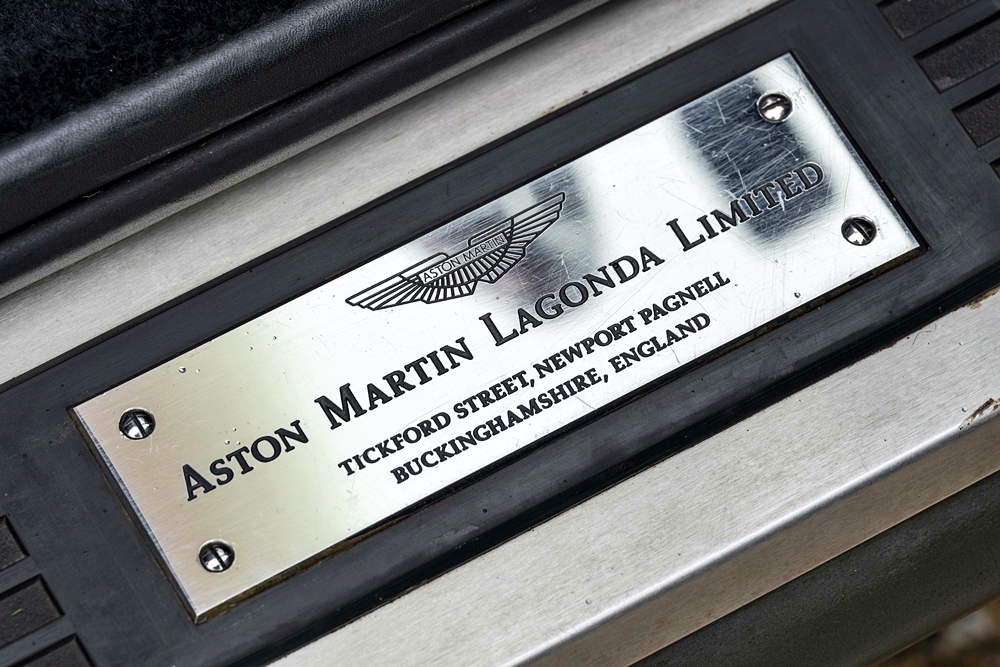 ASTON MARTIN
ASTON MARTIN LAGONDA LIMITED
TICKFORD STREET, NEWPORT PAGNELL
BUCKINGHAMSHIRE, ENGLAND